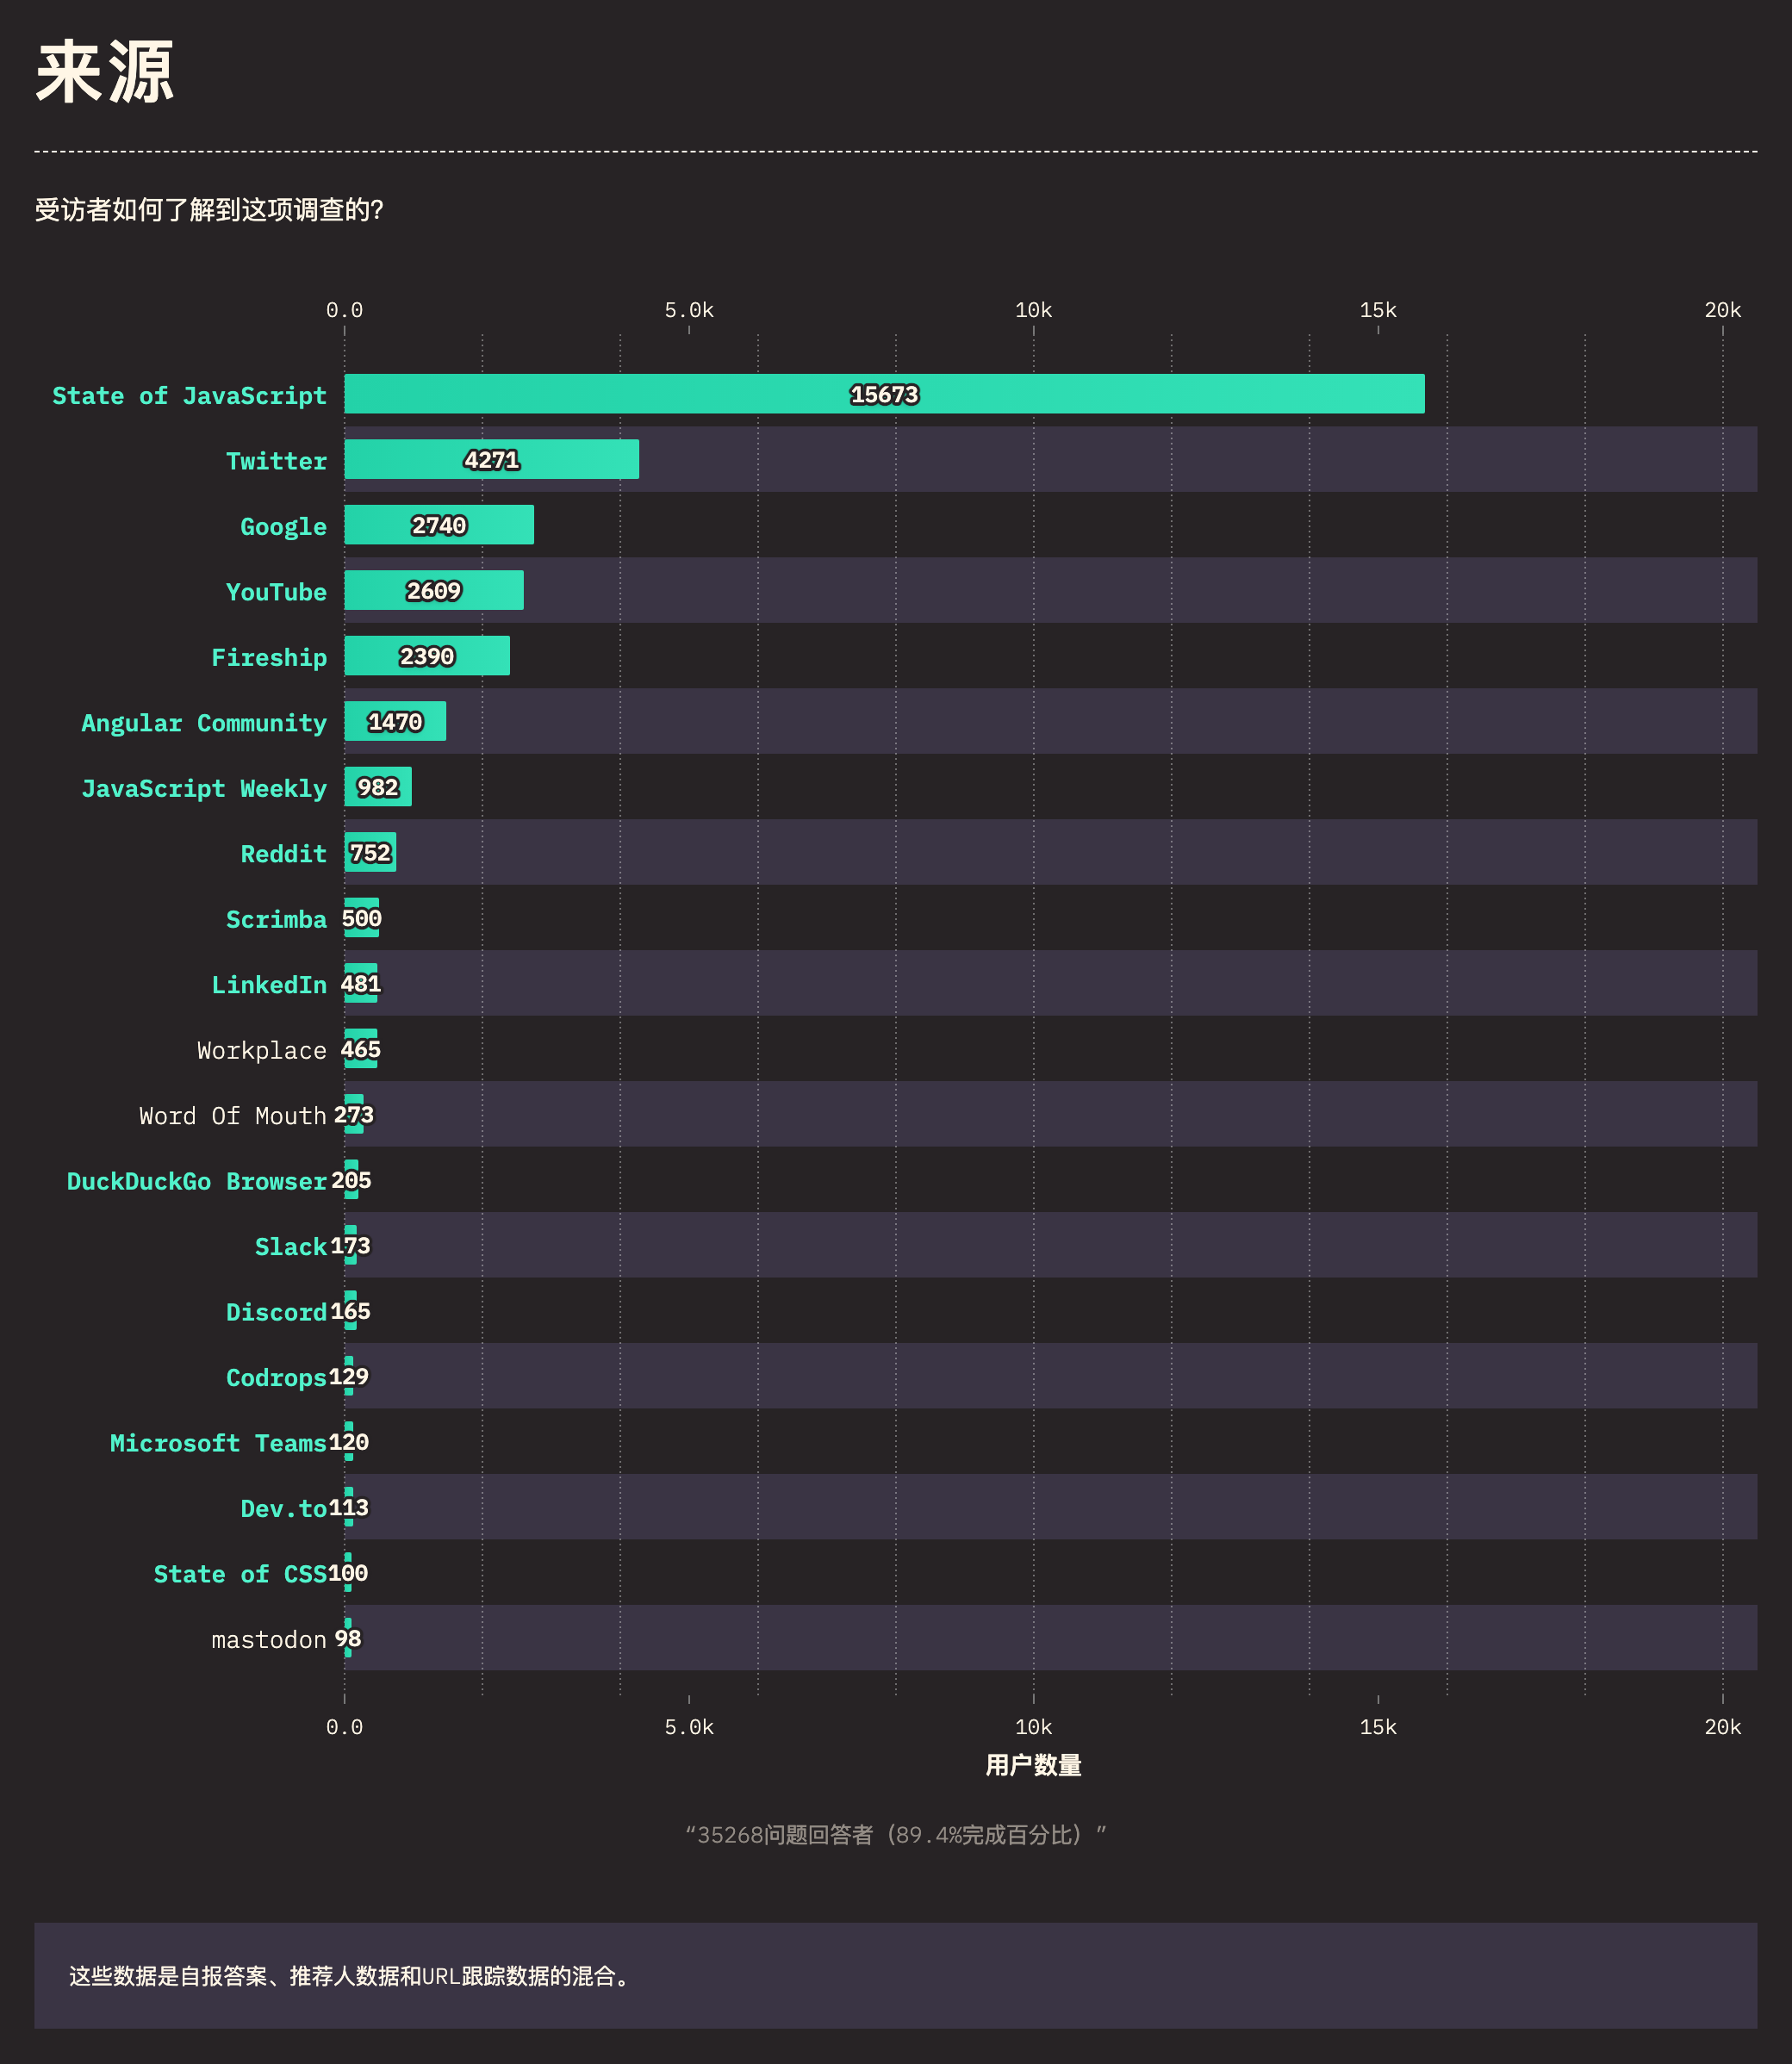 来源
受访者如何了解到这项调查的？
0.0 5.0k 10k 15k 20k
State of JavaScript 15673
Twitter 4271
Google 2740
YouTube 2609
Fireship 2390
Angular Community 1470
JavaScript Weekly 982
Reddit 752
Scrimba 500
LinkedIn 481
Workplace 465
Word Of Mouth 273
DuckDuckGo Browser 205
Slack 173
Discord 165
Codrops 129
Microsoft Teams 120
Dev.to 113
State of CSS 100
mastodon 98
0.0 5.0k 10k 15k 20k
用户数量
“35268问题回答者（89.4%完成百分比）”
这些数据是自报答案、推荐人数据和URL跟踪数据的混合。